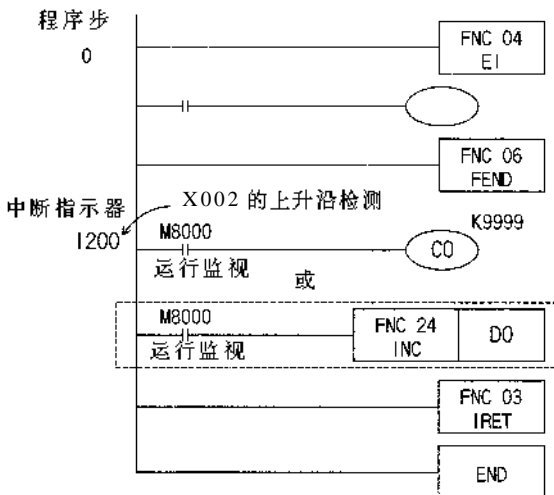 程序步
0
FNC 04
EI
FNC 06
FEND
中断指示器
I200
X002 的上升沿检测
M8000
运行监视
K9999
C0
或
M8000
运行监视
FNC 24
INC
D0
FNC 03
IRET
END